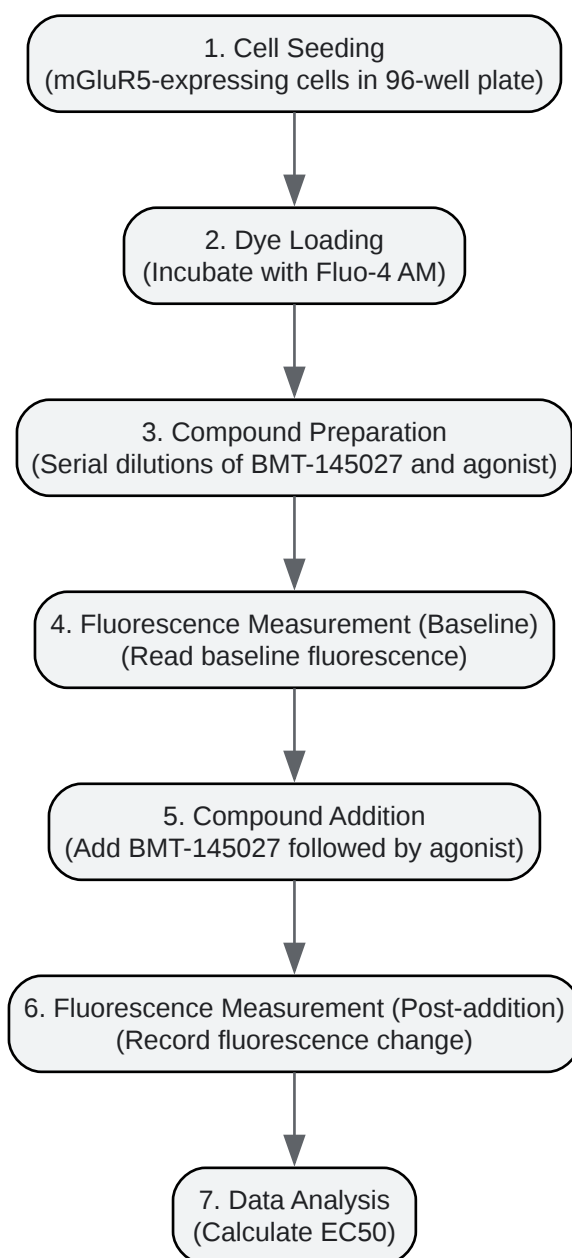 1. Cell Seeding
(mGluR5-expressing cells in 96-well plate)
2. Dye Loading
(Incubate with Fluo-4 AM)
3. Compound Preparation
(Serial dilutions of BMT-145027 and agonist)
4. Fluorescence Measurement (Baseline)
(Read baseline fluorescence)
5. Compound Addition
(Add BMT-145027 followed by agonist)
6. Fluorescence Measurement (Post-addition)
(Record fluorescence change)
7. Data Analysis
(Calculate EC50)